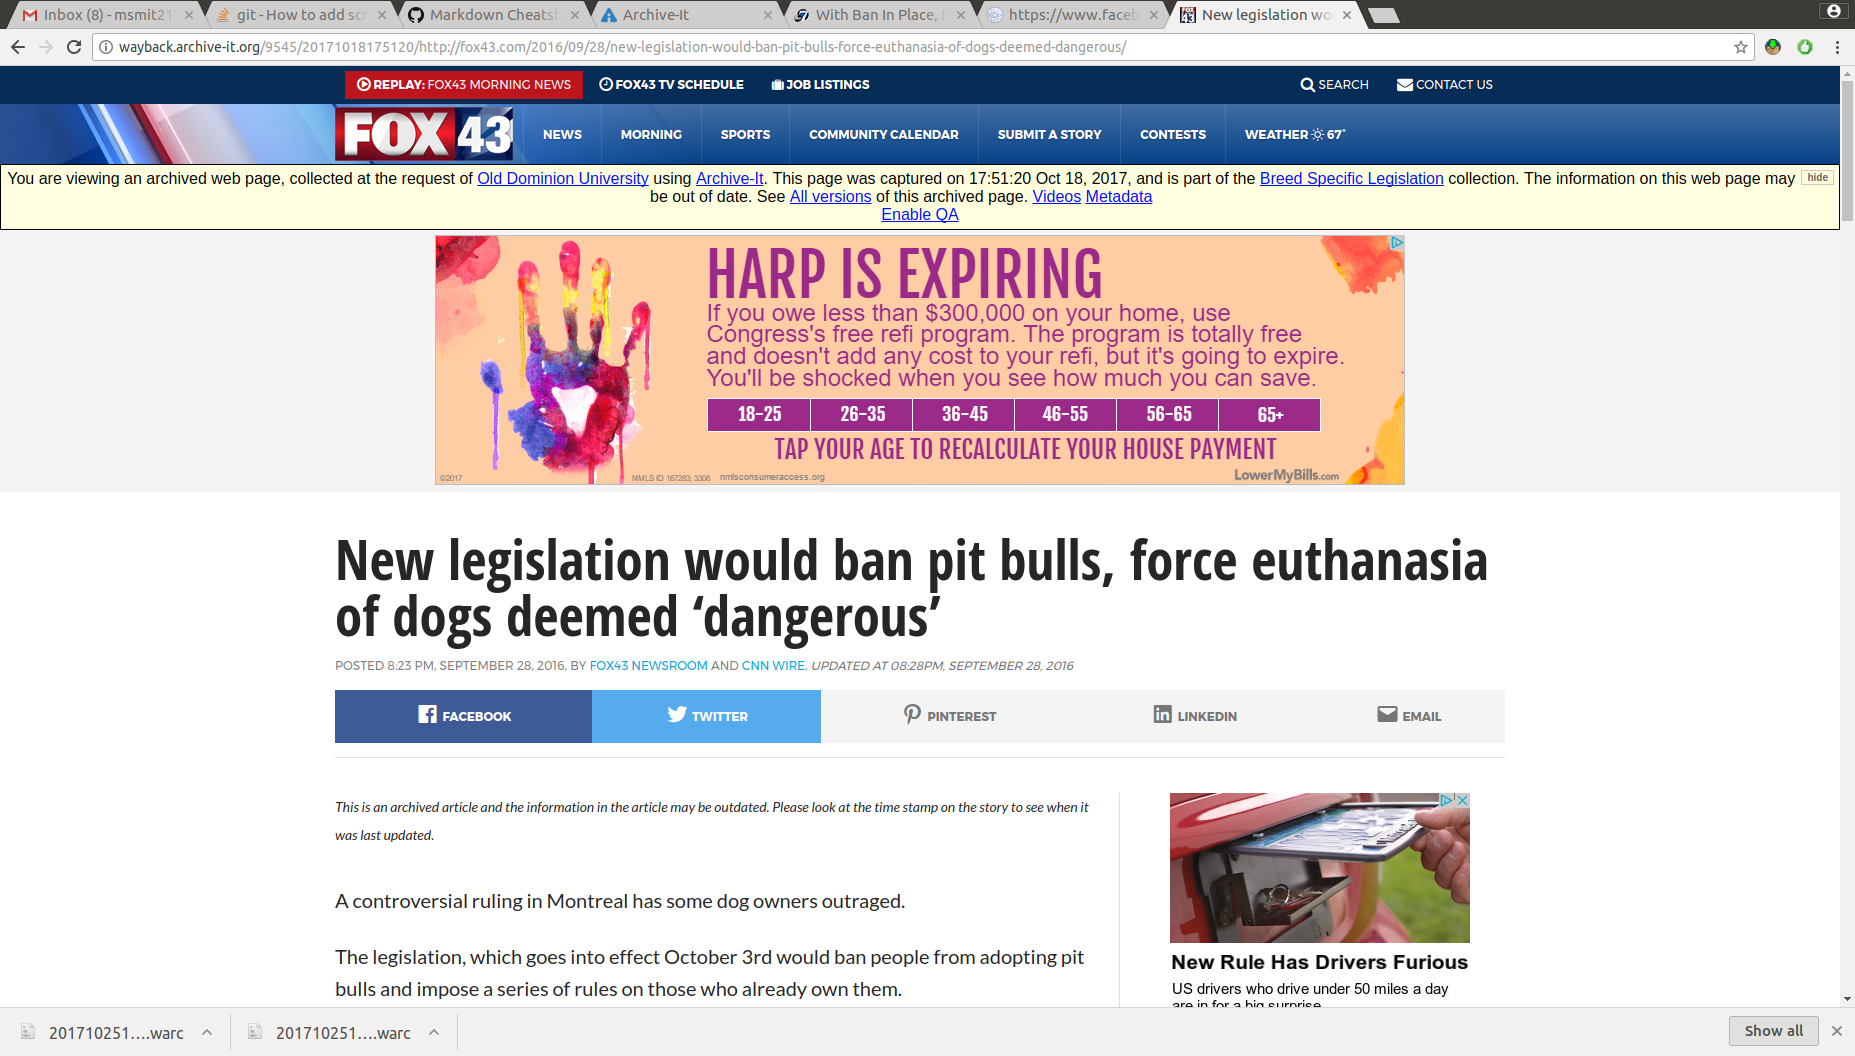 Inbox (8) - msmit21
git - How to add scr
Markdown Cheatsh
Archive-It
With Ban In Place, D
https://www.faceb
New legislation wo
wayback.archive-it.org/9545/20171018175120/http://fox43.com/2016/09/28/new-legislation-would-ban-pit-bulls-force-euthanasia-of-dogs-deemed-dangerous/
REPLAY: FOX43 MORNING NEWS
FOX43 TV SCHEDULE
JOB LISTINGS
SEARCH
CONTACT US
FOX 43
NEWS
MORNING
SPORTS
COMMUNITY CALENDAR
SUBMIT A STORY
CONTESTS
WEATHER 67°
You are viewing an archived web page, collected at the request of Old Dominion University using Archive-It. This page was captured on 17:51:20 Oct 18, 2017, and is part of the Breed Specific Legislation collection. The information on this web page may
hide
be out of date. See All versions of this archived page. Videos Metadata
Enable QA
HARP IS EXPIRING
If you owe less than $300,000 on your home, use
Congress's free refi program. The program is totally free
and doesn't add any cost to your refi, but it's going to expire.
You'll be shocked when you see how much you can save.
18-25 26-35 36-45 46-55 56-65 65+
TAP YOUR AGE TO RECALCULATE YOUR HOUSE PAYMENT
©2017 NMLS ID 167283; 3306 nmlsconsumeraccess.org LowerMyBills.com
New legislation would ban pit bulls, force euthanasia
of dogs deemed ‘dangerous’
POSTED 8:23 PM, SEPTEMBER 28, 2016, BY FOX43 NEWSROOM AND CNN WIRE, UPDATED AT 08:28PM, SEPTEMBER 28, 2016
FACEBOOK
TWITTER
PINTEREST
LINKEDIN
EMAIL
This is an archived article and the information in the article may be outdated. Please look at the time stamp on the story to see when it
was last updated.
A controversial ruling in Montreal has some dog owners outraged.
The legislation, which goes into effect October 3rd would ban people from adopting pit
bulls and impose a series of rules on those who already own them.
New Rule Has Drivers Furious
US drivers who drive under 50 miles a day
are in for a big surprise
201710251....warc
201710251....warc
Show all